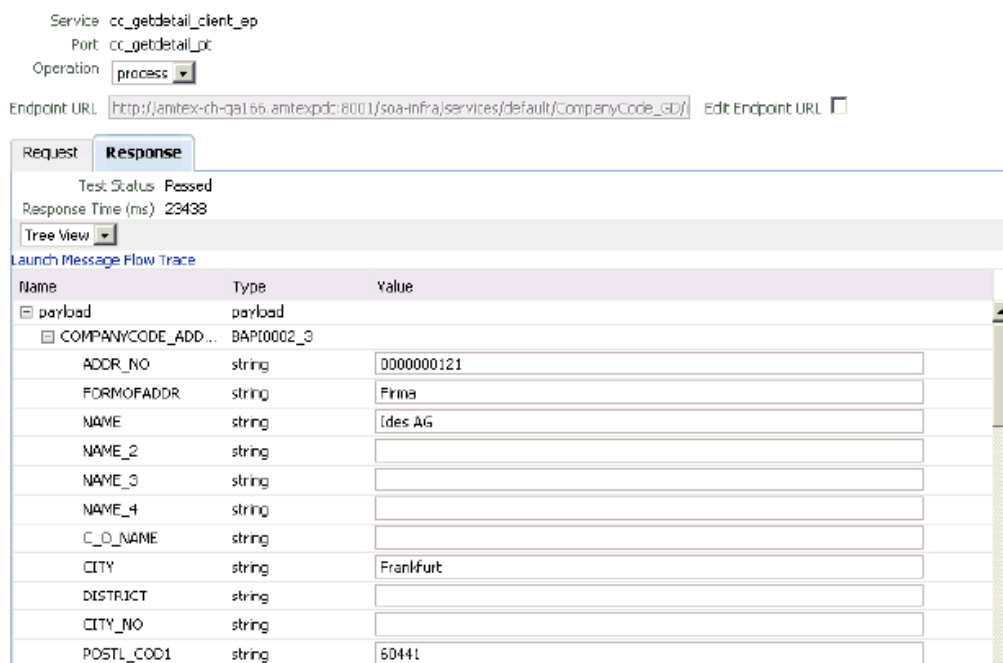 Service cc_getdetail_client_ep
Port cc_getdetail_pt
Operation process
Endpoint URL http://amtex-ch-qa166.amtexpdc:8001/soa-infra/services/default/CompanyCode_GD/ Edit Endpoint URL
Request Response
Test Status Passed
Response Time (ms) 23438
Tree View
Launch Message Flow Trace
Name Type Value
payload payload
COMPANYCODE_ADD... BAPI0002_3
ADDR_NO string 0000000121
FORMOFADDR string Firma
NAME string Ides AG
NAME_2 string
NAME_3 string
NAME_4 string
C_O_NAME string
CITY string Frankfurt
DISTRICT string
CITY_NO string
POSTL_COD1 string 60441